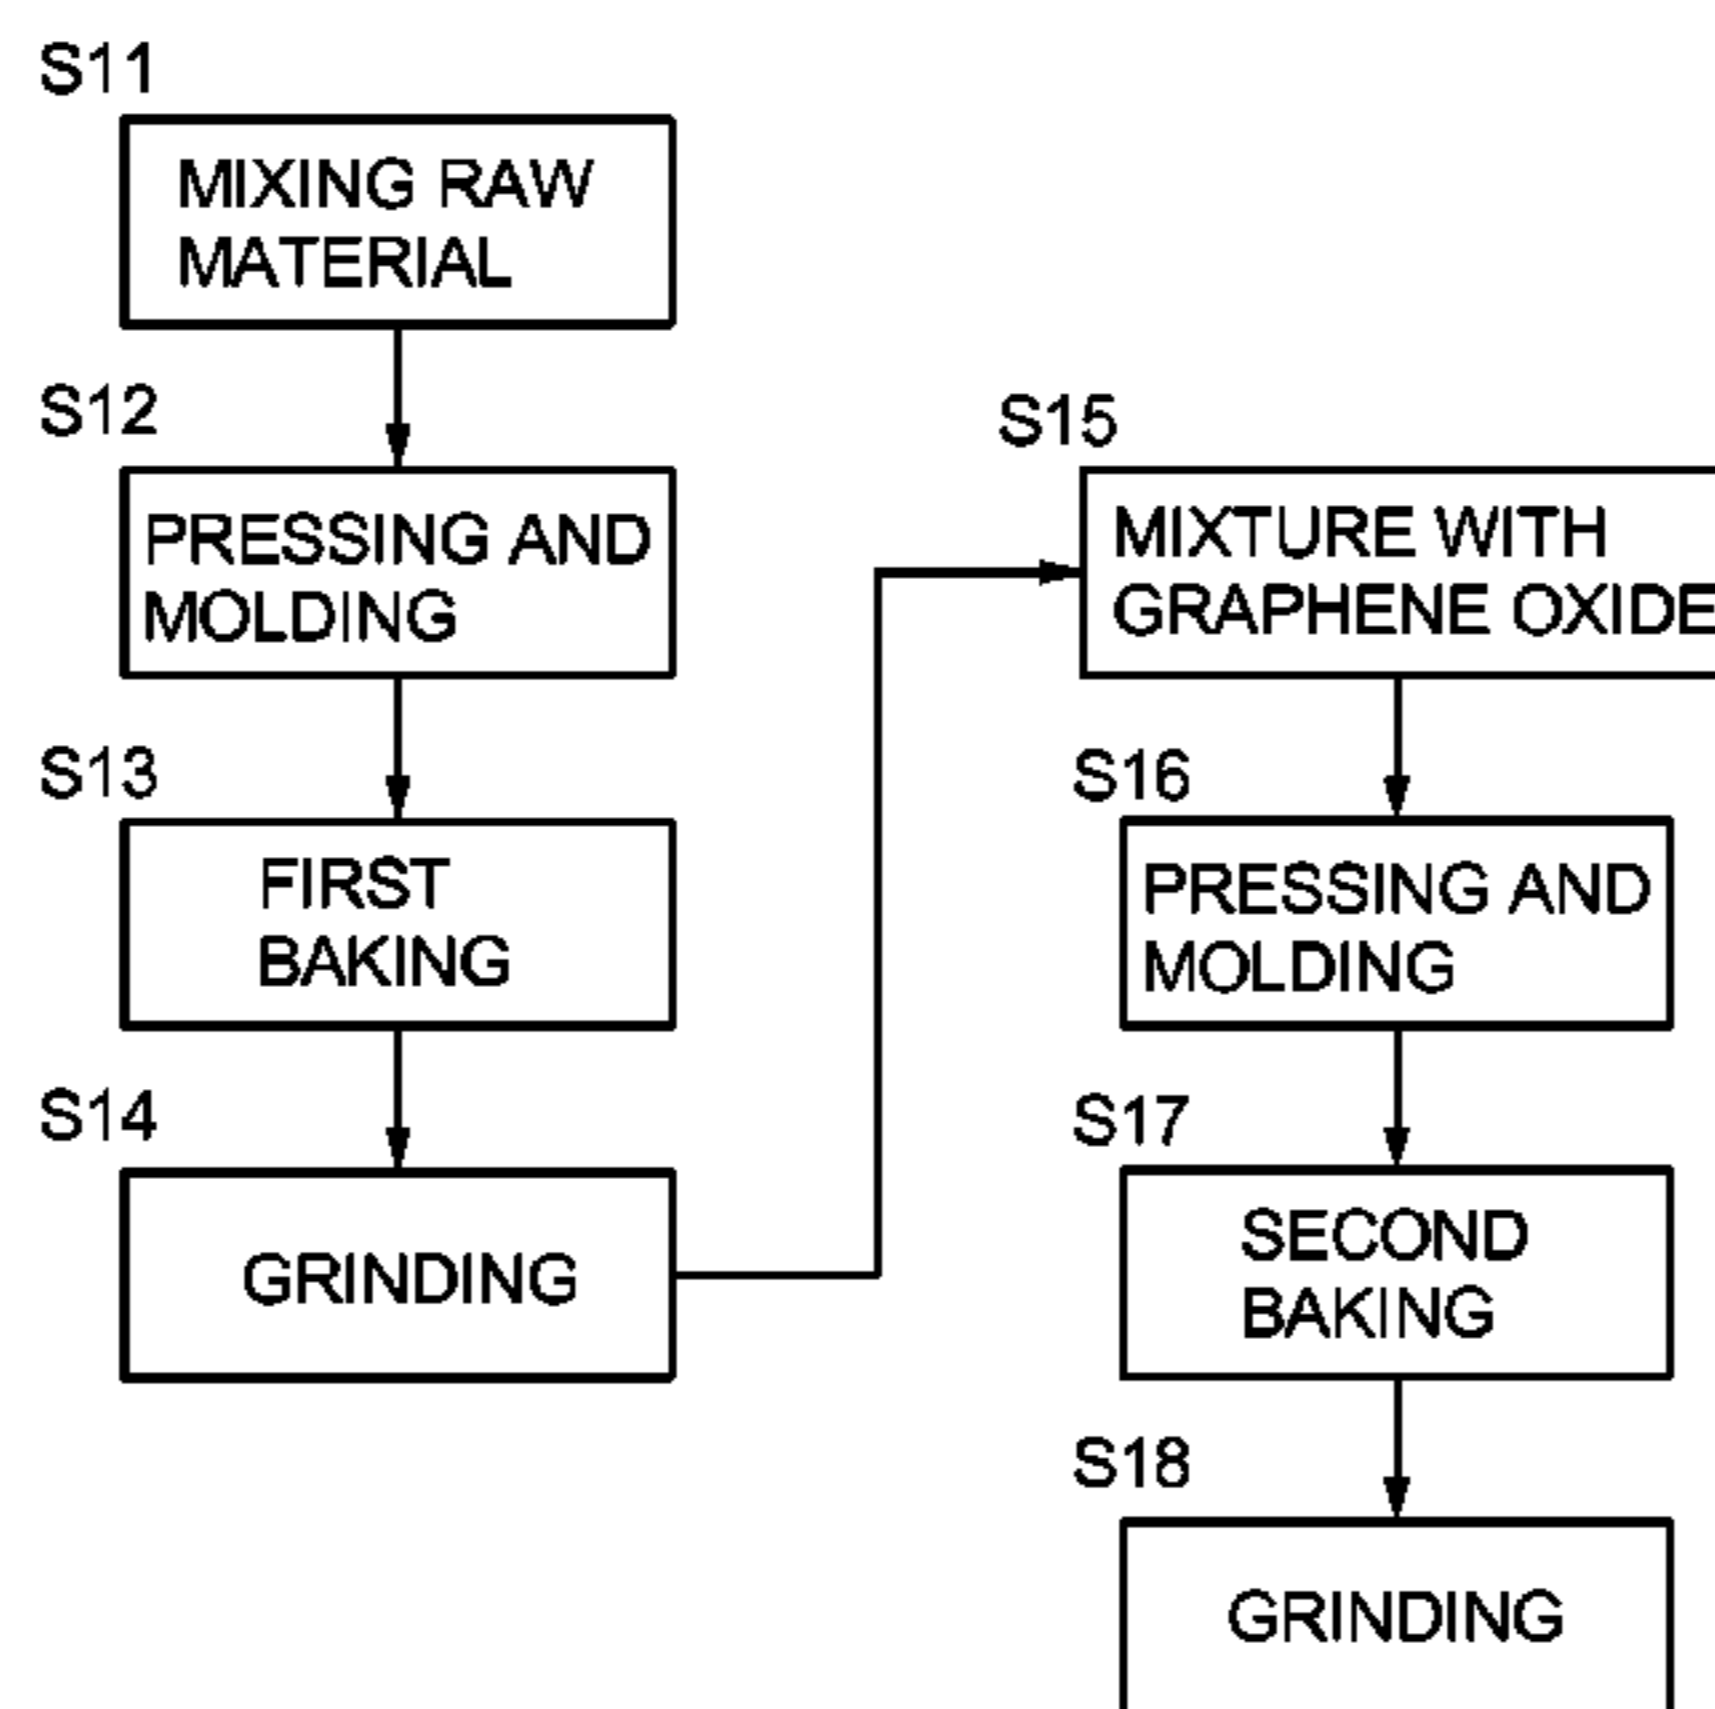 S11
MIXING RAW
MATERIAL
S12
PRESSING AND
MOLDING
S13
FIRST
BAKING
S14
GRINDING
S15
MIXTURE WITH
GRAPHENE OXIDE
S16
PRESSING AND
MOLDING
S17
SECOND
BAKING
S18
GRINDING